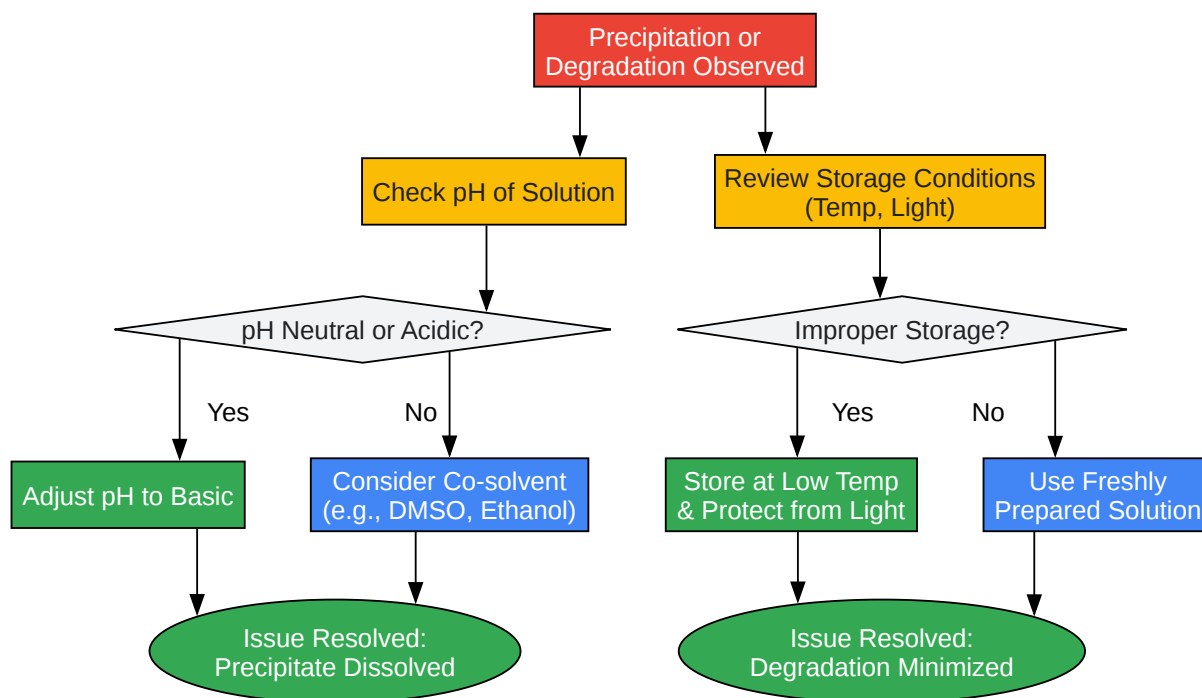 Precipitation or
Degradation Observed
Check pH of Solution
Review Storage Conditions
(Temp, Light)
pH Neutral or Acidic?
Improper Storage?
Yes
No
Yes
No
Adjust pH to Basic
Consider Co-solvent
(e.g., DMSO, Ethanol)
Store at Low Temp
& Protect from Light
Use Freshly
Prepared Solution
Issue Resolved:
Precipitate Dissolved
Issue Resolved:
Degradation Minimized